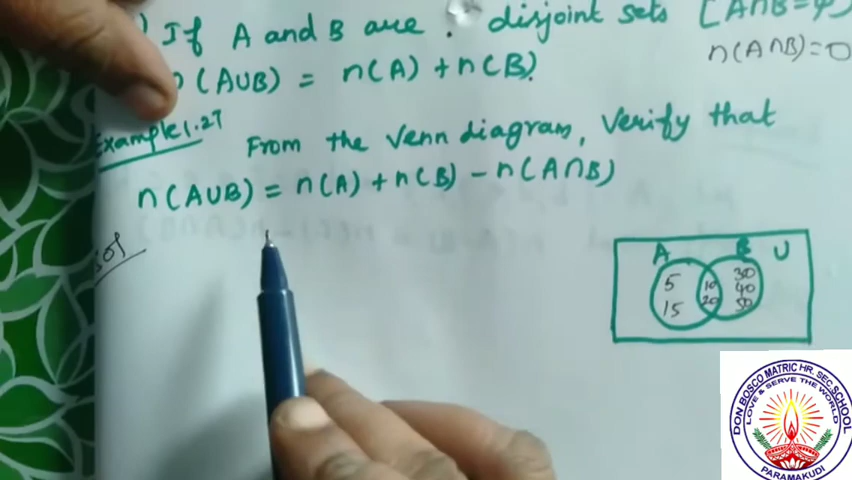 If A and B are disjoint sets [A∩B=φ]
n(A∩B)=0
(A∪B) = n(A) + n(B).
Example 1.27 From the Venn diagram, verify that
n(A∪B) = n(A) + n(B) - n(A∩B)
Sol
A B U
5 10 30
40
15 20 50
DON BOSCO MATRIC HR. SEC. SCHOOL
LOVE & SERVE THE WORLD
PARAMAKUDI